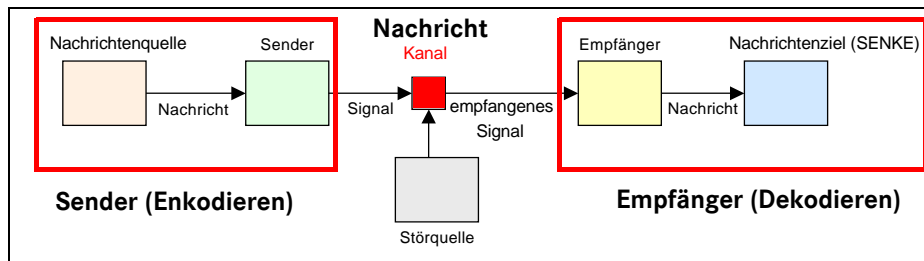 Nachricht
Nachrichtenquelle
Sender
Kanal
Empfänger
Nachrichtenziel (SENKE)
Nachricht
Signal
empfangenes
Signal
Nachricht
Sender (Enkodieren)
Störquelle
Empfänger (Dekodieren)